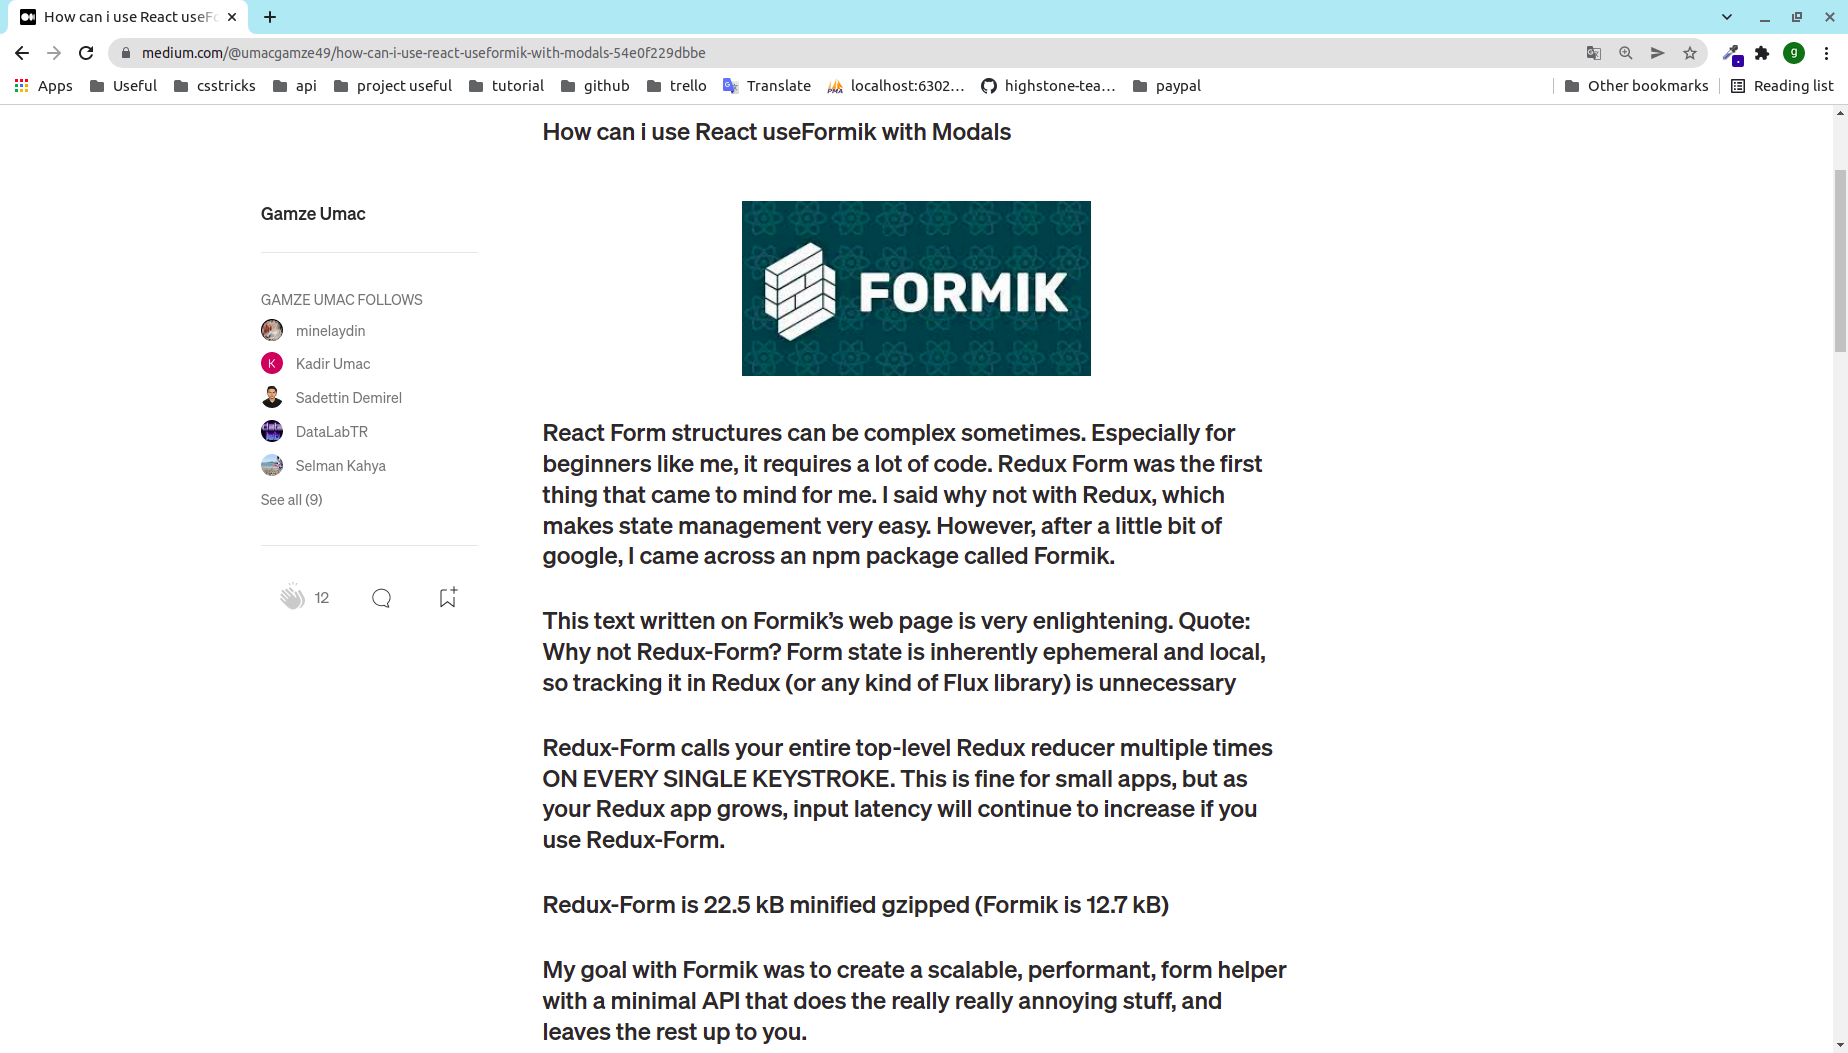 How can i use React useFo
medium.com/@umacgamze49/how-can-i-use-react-useformik-with-modals-54e0f229dbbe
g
Apps Useful csstricks api project useful tutorial github trello Translate localhost:6302... highstone-tea... paypal Other bookmarks Reading list
How can i use React useFormik with Modals
Gamze Umac
GAMZE UMAC FOLLOWS
minelaydin
K Kadir Umac
Sadettin Demirel
DataLabTR
Selman Kahya
See all (9)
12
FORMIK
React Form structures can be complex sometimes. Especially for
beginners like me, it requires a lot of code. Redux Form was the first
thing that came to mind for me. I said why not with Redux, which
makes state management very easy. However, after a little bit of
google, I came across an npm package called Formik.
This text written on Formik’s web page is very enlightening. Quote:
Why not Redux-Form? Form state is inherently ephemeral and local,
so tracking it in Redux (or any kind of Flux library) is unnecessary
Redux-Form calls your entire top-level Redux reducer multiple times
ON EVERY SINGLE KEYSTROKE. This is fine for small apps, but as
your Redux app grows, input latency will continue to increase if you
use Redux-Form.
Redux-Form is 22.5 kB minified gzipped (Formik is 12.7 kB)
My goal with Formik was to create a scalable, performant, form helper
with a minimal API that does the really really annoying stuff, and
leaves the rest up to you.